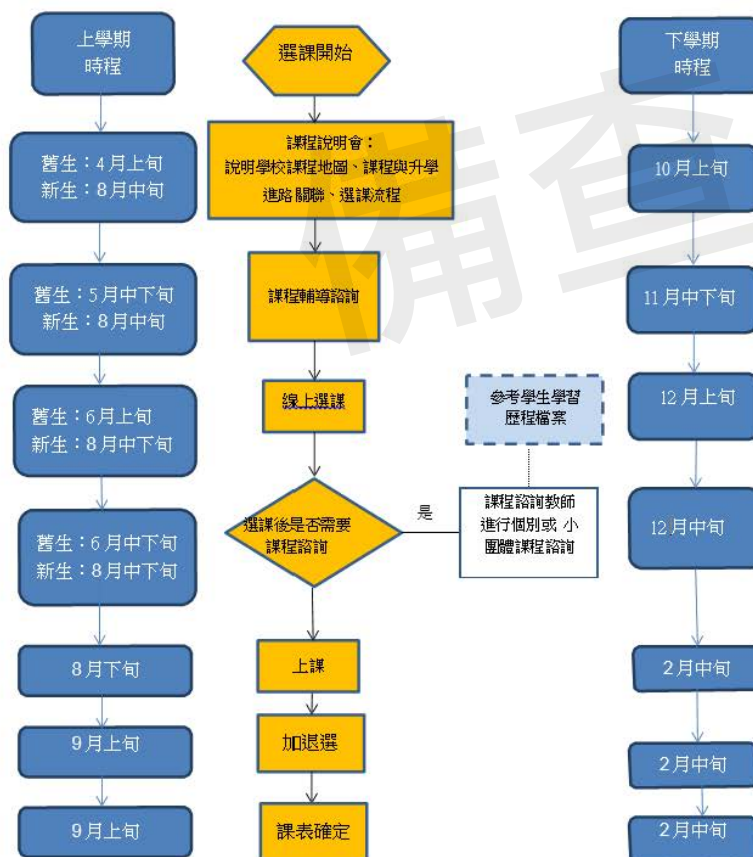 上學期
時程
舊生：4月上旬
新生：8月中旬
舊生：5月中下旬
新生：8月中旬
舊生：6月上旬
新生：8月中下旬
舊生：6月中下旬
新生：8月中下旬
8月下旬
9月上旬
9月上旬
選課開始
課程說明會：
說明學校課程地圖、課程與升學
進路關聯、選課流程
課程輔導諮詢
線上選課
選課後是否需要
課程諮詢
是
參考學生學習
歷程檔案
課程諮詢教師
進行個別或 小
團體課程諮詢
上課
加退選
課表確定
下學期
時程
10月上旬
11月中下旬
12月上旬
12月中旬
2月中旬
2月中旬
2月中旬
備查